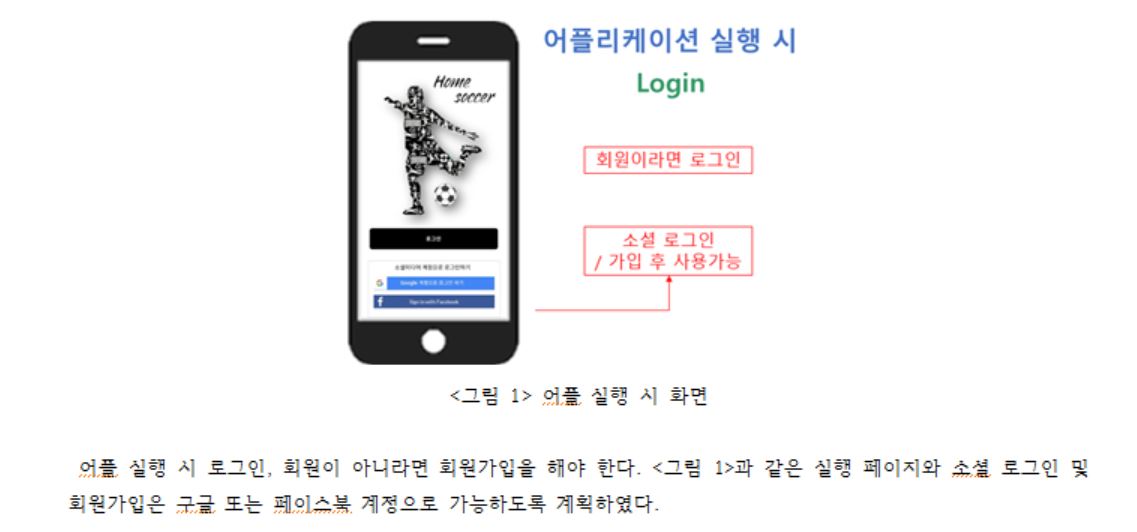 어플리케이션 실행 시
Login
Home
soccer
회원이라면 로그인
로그인
소셜 로그인
/ 가입 후 사용가능
소셜미디어 계정으로 로그인하기
G
Google 계정으로 로그인 하기
f
Sign in with Facebook
<그림 1> 어플 실행 시 화면
어플 실행 시 로그인, 회원이 아니라면 회원가입을 해야 한다. <그림 1>과 같은 실행 페이지와 소셜 로그인 및
회원가입은 구글 또는 페이스북 계정으로 가능하도록 계획하였다.